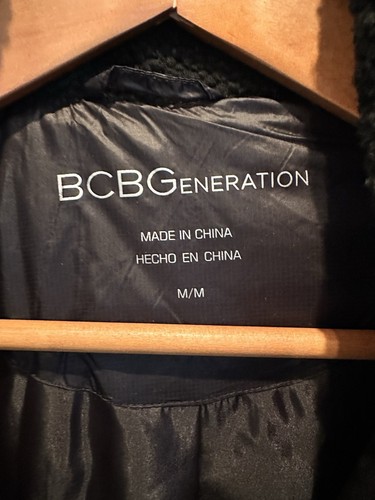 BCBGENERATION
MADE IN CHINA
HECHO EN CHINA
M/M